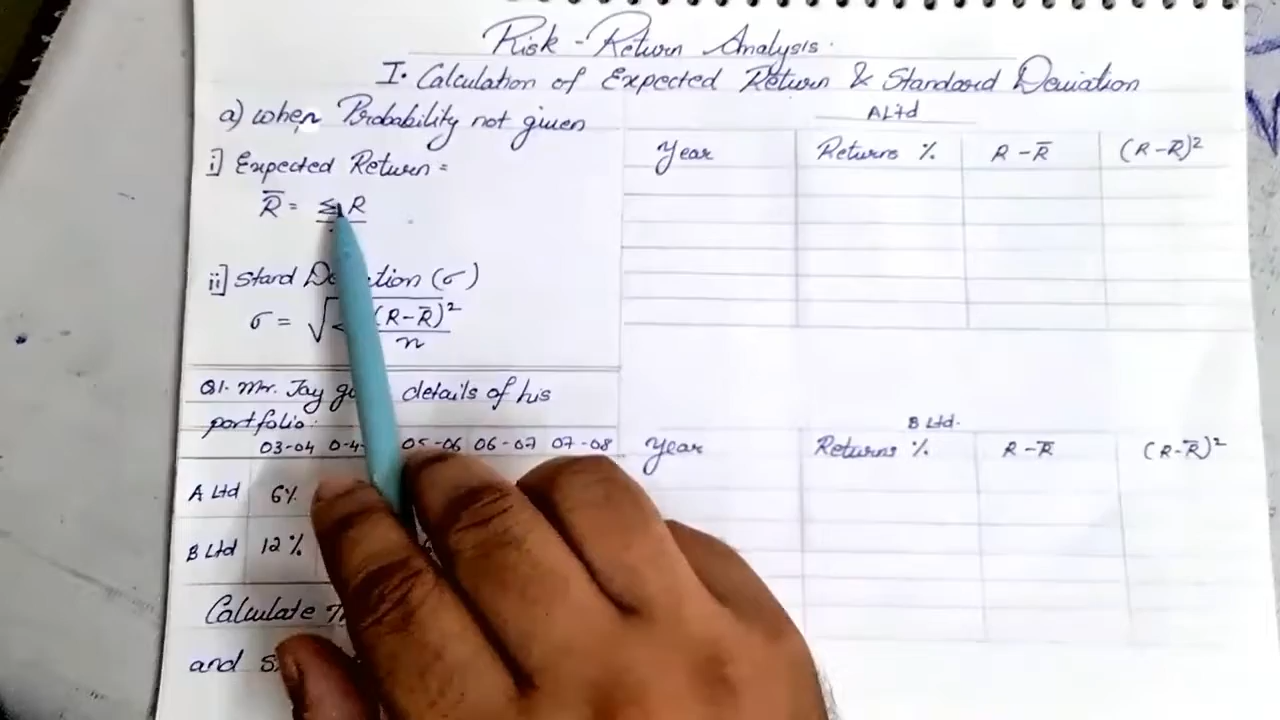 Risk - Return Analysis.
I. Calculation of Expected Return & Standard Deviation
a) when Probability not given
i] Expected Return =
R̅ = ΣR
ii] Stard (σ)
σ = √ (R-R̅)²
n
Q1. Mr. Jay details of his
portfolio:
03-04 05-06 06-07 07-08
A Ltd 6%
B Ltd 12%
Calculate
and
A Ltd
Year Returns % R-R̅ (R-R̅)²
B Ltd.
Year Returns % R-R̅ (R-R̅)²